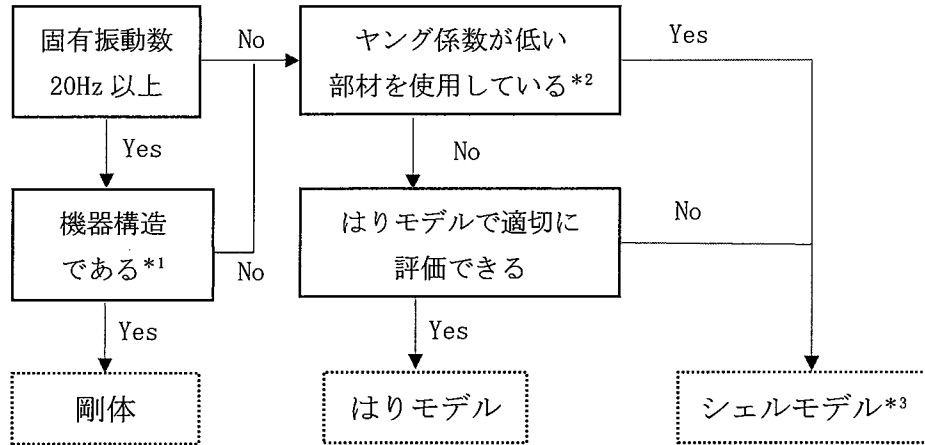 固有振動数
20Hz 以上
No
ヤング係数が低い
部材を使用している*2
Yes
Yes
No
機器構造
である*1
No
はりモデルで適切に
評価できる
No
Yes
Yes
剛体
はりモデル
シェルモデル*3